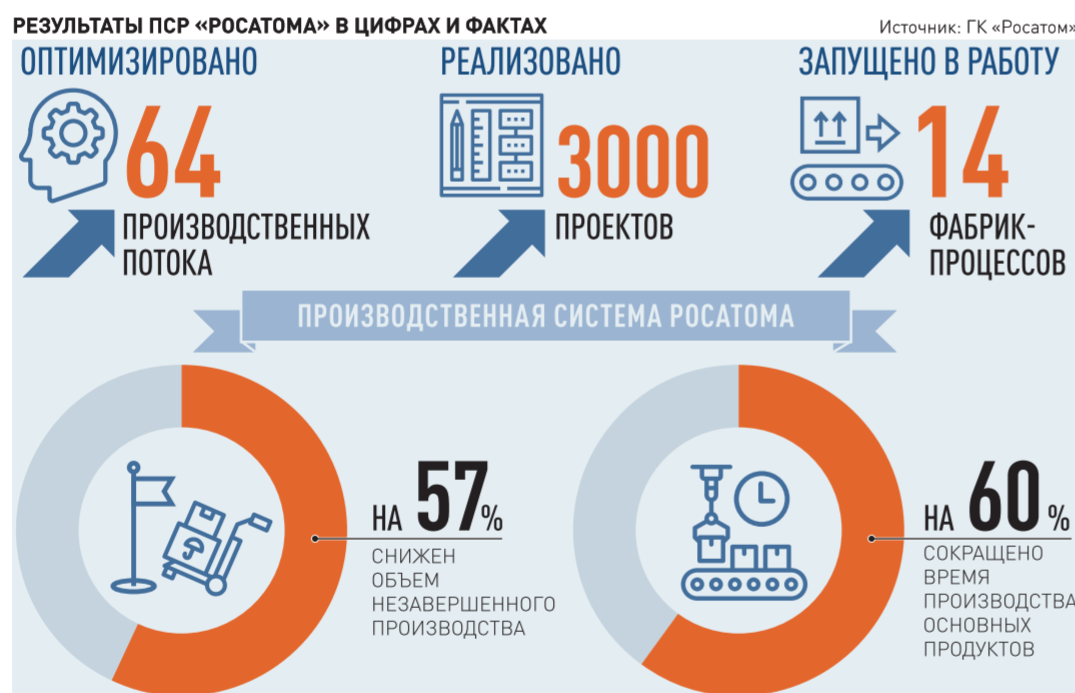 РЕЗУЛЬТАТЫ ПСР «РОСАТОМА» В ЦИФРАХ И ФАКТАХ
Источник: ГК «Росатом»
ОПТИМИЗИРОВАНО
64
ПРОИЗВОДСТВЕННЫХ
ПОТОКА
РЕАЛИЗОВАНО
3000
ПРОЕКТОВ
ЗАПУЩЕНО В РАБОТУ
14
ФАБРИК-
ПРОЦЕССОВ
ПРОИЗВОДСТВЕННАЯ СИСТЕМА РОСАТОМА
НА 57%
СНИЖЕН
ОБЪЕМ
НЕЗАВЕРШЕННОГО
ПРОИЗВОДСТВА
НА 60%
СОКРАЩЕНО
ВРЕМЯ
ПРОИЗВОДСТВА
ОСНОВНЫХ
ПРОДУКТОВ